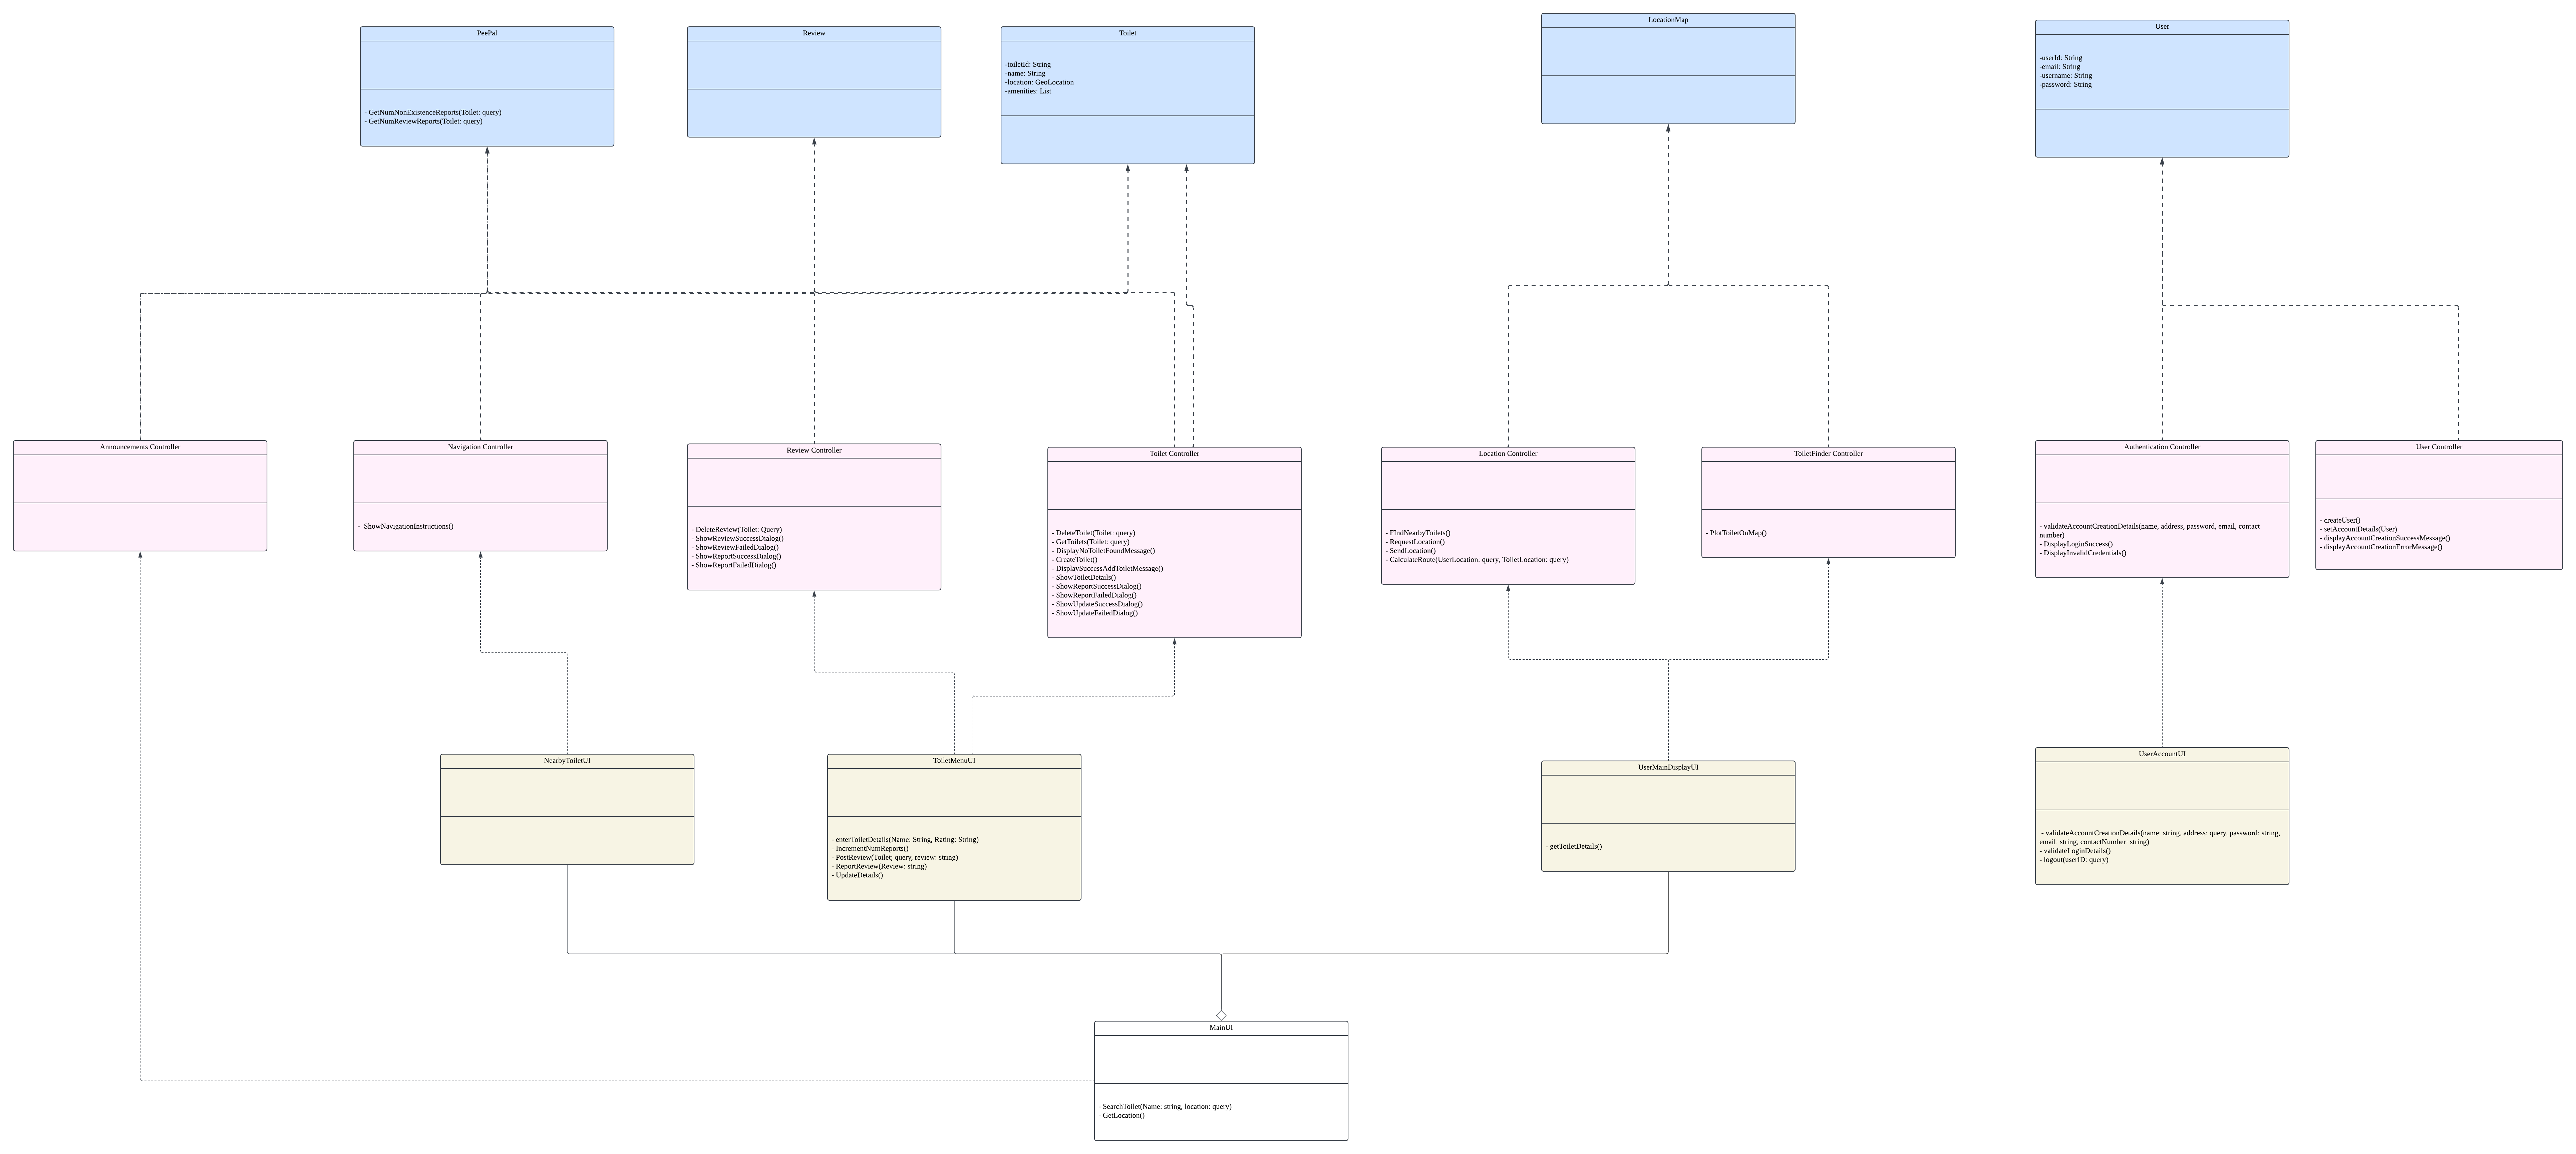 PeePal
- GetNumNonExistenceReports(Toilet: query)
- GetNumReviewReports(Toilet: query)
Review
Toilet
-toiletId: String
-name: String
-location: GeoLocation
-amenities: List
LocationMap
User
-userId: String
-email: String
-username: String
-password: String
Announcements Controller
Navigation Controller
- ShowNavigationInstructions()
Review Controller
- DeleteReview(Toilet: Query)
- ShowReviewSuccessDialog()
- ShowReviewFailedDialog()
- ShowReportSuccessDialog()
- ShowReportFailedDialog()
Toilet Controller
- DeleteToilet(Toilet: query)
- GetToilets(Toilet: query)
- DisplayNoToiletFoundMessage()
- CreateToilet()
- DisplaySuccessAddToiletMessage()
- ShowToiletDetails()
- ShowReportSuccessDialog()
- ShowReportFailedDialog()
- ShowUpdateSuccessDialog()
- ShowUpdateFailedDialog()
Location Controller
- FIndNearbyToilets()
- RequestLocation()
- SendLocation()
- CalculateRoute(UserLocation: query, ToiletLocation: query)
ToiletFinder Controller
- PlotToiletOnMap()
Authentication Controller
- validateAccountCreationDetails(name, address, password, email, contact
number)
- DisplayLoginSuccess()
- DisplayInvalidCredentials()
User Controller
- createUser()
- setAccountDetails(User)
- displayAccountCreationSuccessMessage()
- displayAccountCreationErrorMessage()
NearbyToiletUI
ToiletMenuUI
- enterToiletDetails(Name: String, Rating: String)
- IncrementNumReports()
- PostReview(Toilet; query, review: string)
- ReportReview(Review: string)
- UpdateDetails()
UserMainDisplayUI
- getToiletDetails()
UserAccountUI
- validateAccountCreationDetails(name: string, address: query, password: string,
email: string, contactNumber: string)
- validateLoginDetails()
- logout(userID: query)
MainUI
- SearchToilet(Name: string, location: query)
- GetLocation()